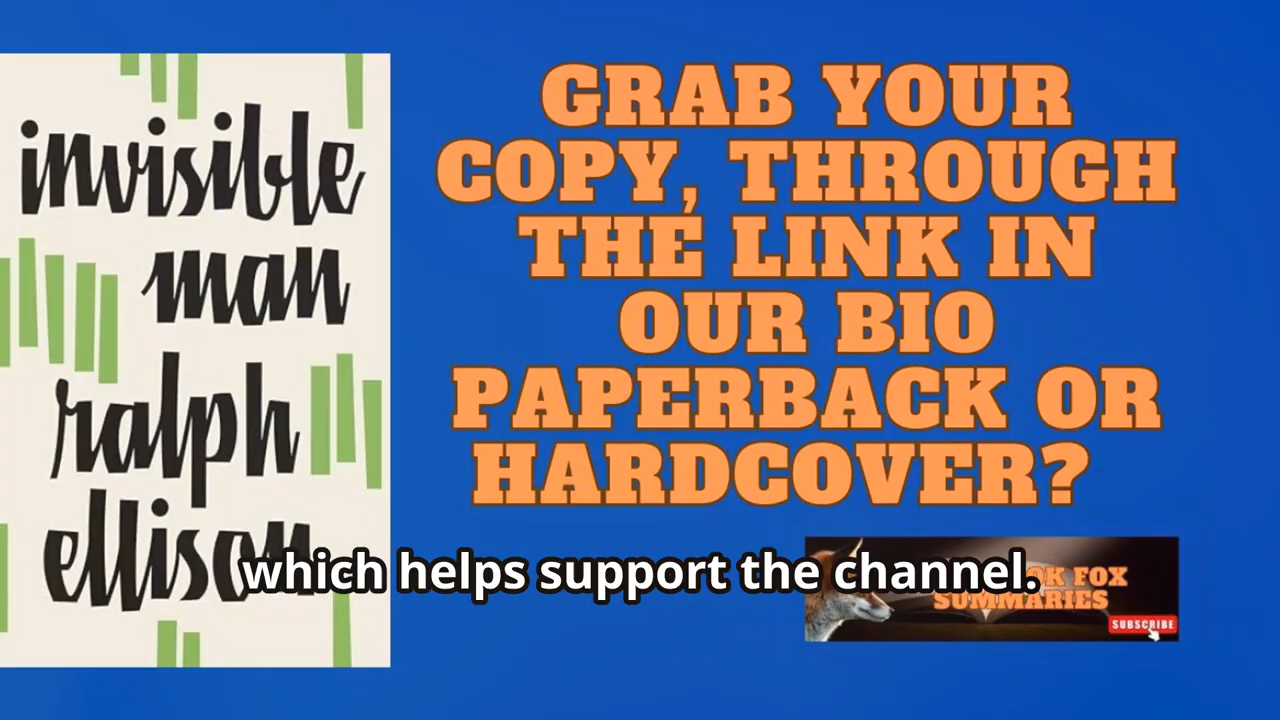 invisible
man
ralph
ellison
GRAB YOUR
COPY, THROUGH
THE LINK IN
OUR BIO
PAPERBACK OR
HARDCOVER?
which helps support the channel.
FOX
SUMMARIES
SUBSCRIBE